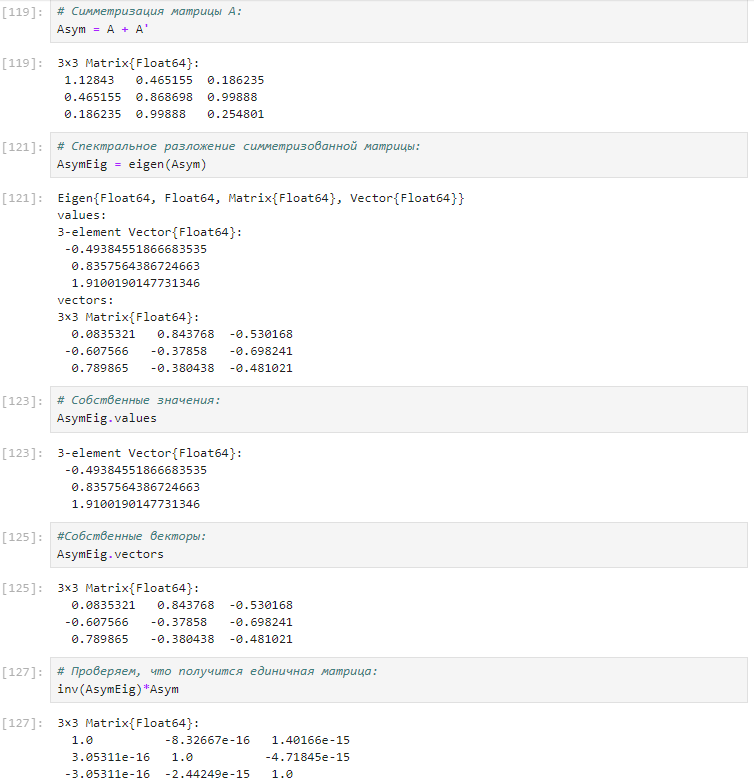 [119]: # Симметризация матрицы A:
Asym = A + A'
[119]: 3×3 Matrix{Float64}:
1.12843 0.465155 0.186235
0.465155 0.868698 0.99888
0.186235 0.99888 0.254801
[121]: # Спектральное разложение симметризованной матрицы:
AsymEig = eigen(Asym)
[121]: Eigen{Float64, Float64, Matrix{Float64}, Vector{Float64}}
values:
3-element Vector{Float64}:
-0.49384551866683535
0.8357564386724663
1.9100190147731346
vectors:
3×3 Matrix{Float64}:
0.0835321 0.843768 -0.530168
-0.607566 -0.37858 -0.698241
0.789865 -0.380438 -0.481021
[123]: # Собственные значения:
AsymEig.values
[123]: 3-element Vector{Float64}:
-0.49384551866683535
0.8357564386724663
1.9100190147731346
[125]: #Собственные векторы:
AsymEig.vectors
[125]: 3×3 Matrix{Float64}:
0.0835321 0.843768 -0.530168
-0.607566 -0.37858 -0.698241
0.789865 -0.380438 -0.481021
[127]: # Проверяем, что получится единичная матрица:
inv(AsymEig)*Asym
[127]: 3×3 Matrix{Float64}:
1.0 -8.32667e-16 1.40166e-15
3.05311e-16 1.0 -4.71845e-15
-3.05311e-16 -2.44249e-15 1.0